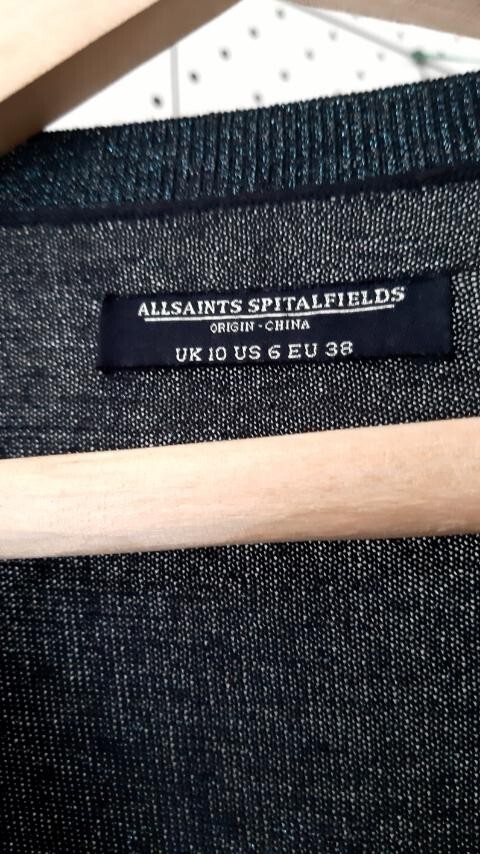 ALLSAINTS SPITALFIELDS
ORIGIN - CHINA
UK 10 US 6 EU 38